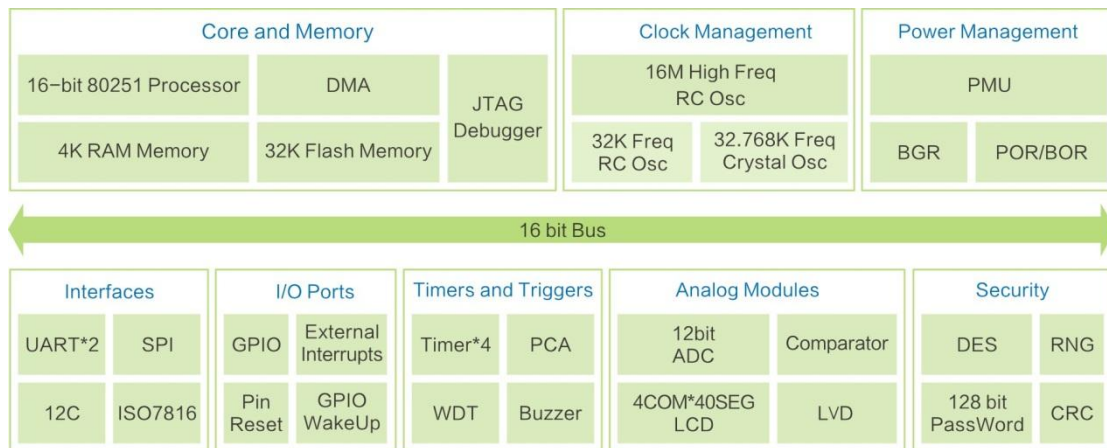 Core and Memory
16-bit 80251 Processor
DMA
JTAG
Debugger
4K RAM Memory
32K Flash Memory
Clock Management
16M High Freq
RC Osc
32K Freq
RC Osc
32.768K Freq
Crystal Osc
Power Management
PMU
BGR
POR/BOR
16 bit Bus
Interfaces
UART*2
SPI
12C
ISO7816
I/O Ports
GPIO
External
Interrupts
Pin
Reset
GPIO
WakeUp
Timers and Triggers
Timer*4
PCA
WDT
Buzzer
Analog Modules
12bit
ADC
Comparator
4COM*40SEG
LCD
LVD
Security
DES
RNG
128 bit
PassWord
CRC